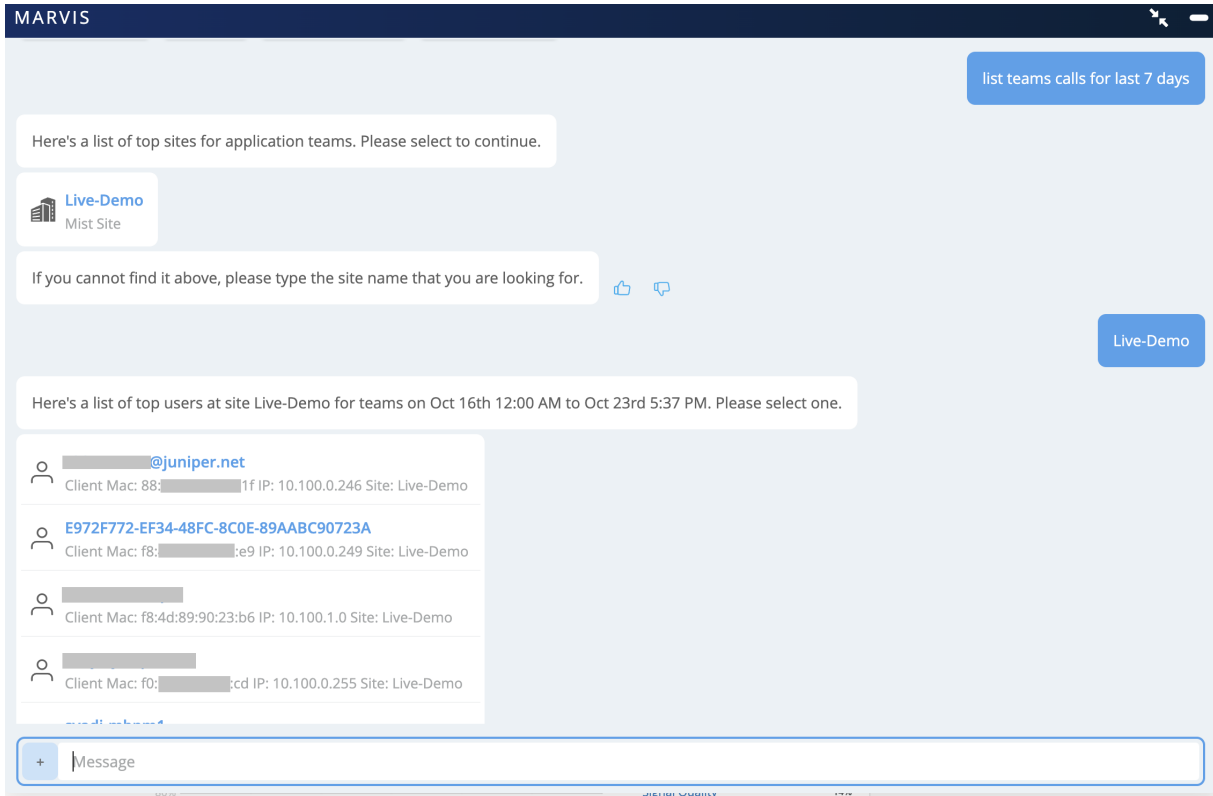 MARVIS
list teams calls for last 7 days
Here's a list of top sites for application teams. Please select to continue.
Live-Demo
Mist Site
If you cannot find it above, please type the site name that you are looking for.
Live-Demo
Here's a list of top users at site Live-Demo for teams on Oct 16th 12:00 AM to Oct 23rd 5:37 PM. Please select one.
@juniper.net
Client Mac: 88: 1f IP: 10.100.0.246 Site: Live-Demo
E972F772-EF34-48FC-8C0E-89AABC90723A
Client Mac: f8: :e9 IP: 10.100.0.249 Site: Live-Demo
Client Mac: f8:4d:89:90:23:b6 IP: 10.100.1.0 Site: Live-Demo
Client Mac: f0: :cd IP: 10.100.0.255 Site: Live-Demo
+ Message
Signal Quality